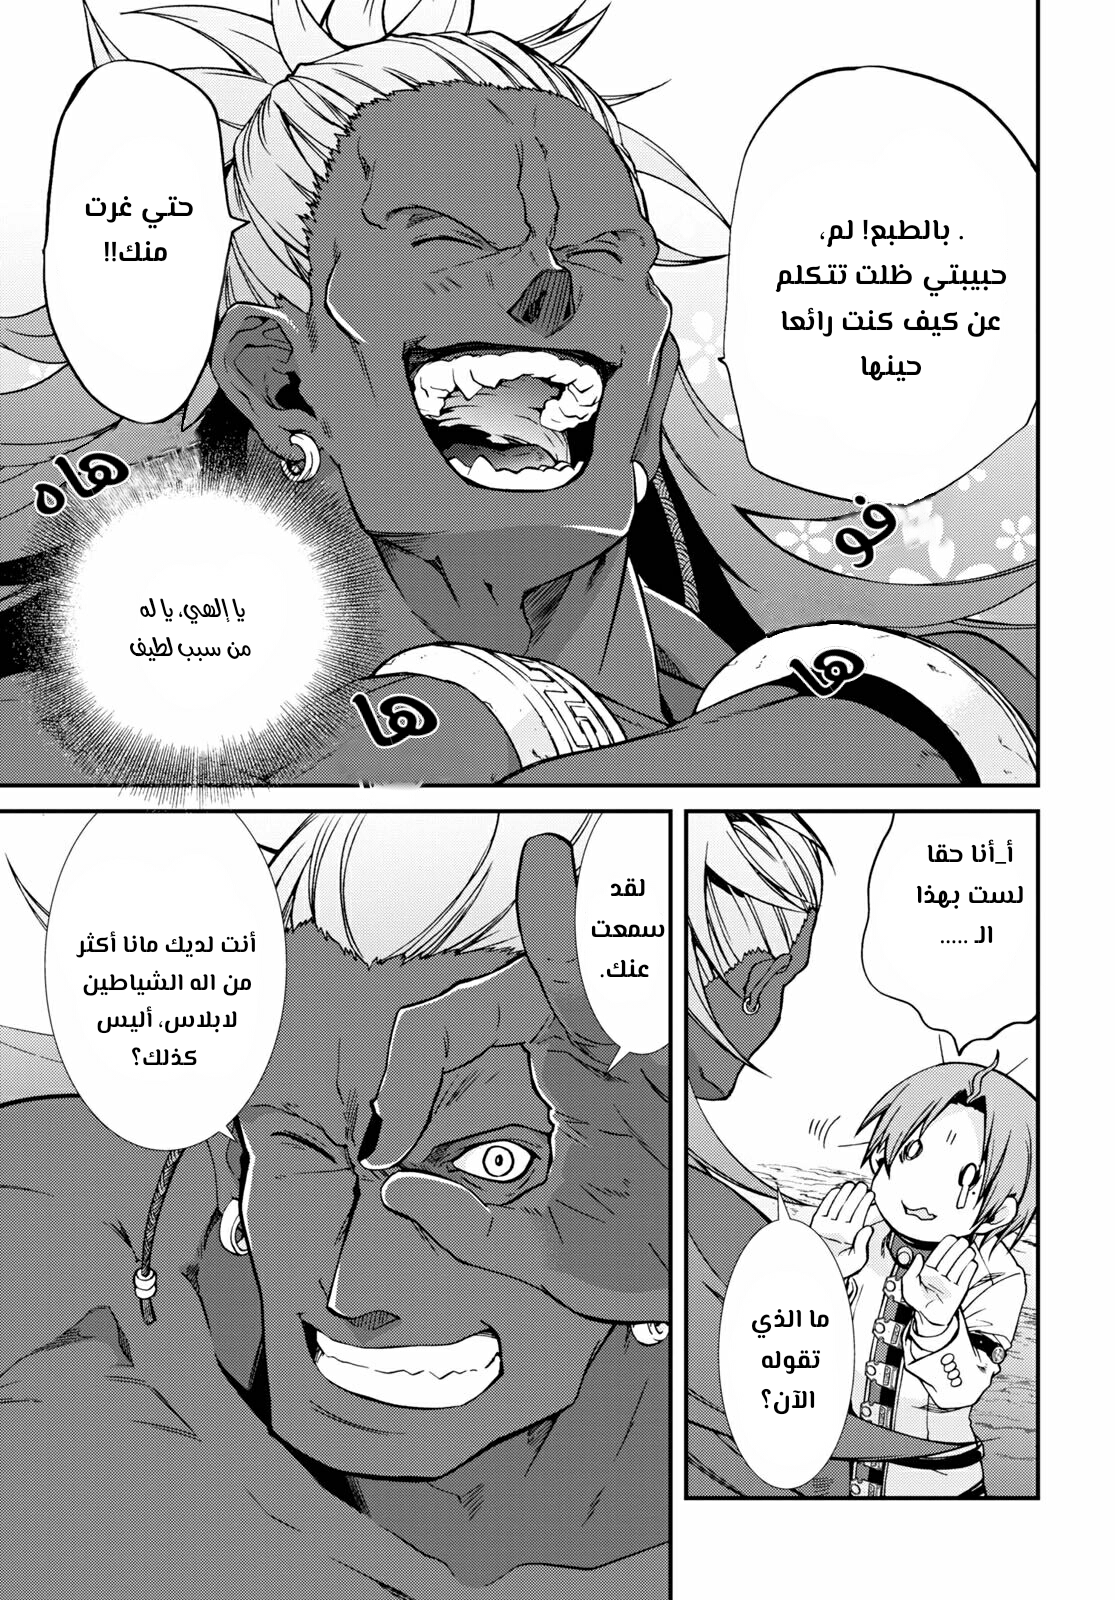 . بالطبع! لم،
حبيبتي ظلت تتكلم
عن كيف كنت رائعا
حينها
حتي غرت
منك!!
فو
ها
ها
هاه
يا إلهي، يا له
من سبب لطيف
أ_أنا حقا
لست بهذا
الـ .....
ما الذي
تقوله
الآن؟
لقد
سمعت
عنك.
أنت لديك مانا أكثر
من اله الشياطين
لابلاس، أليس
كذلك؟